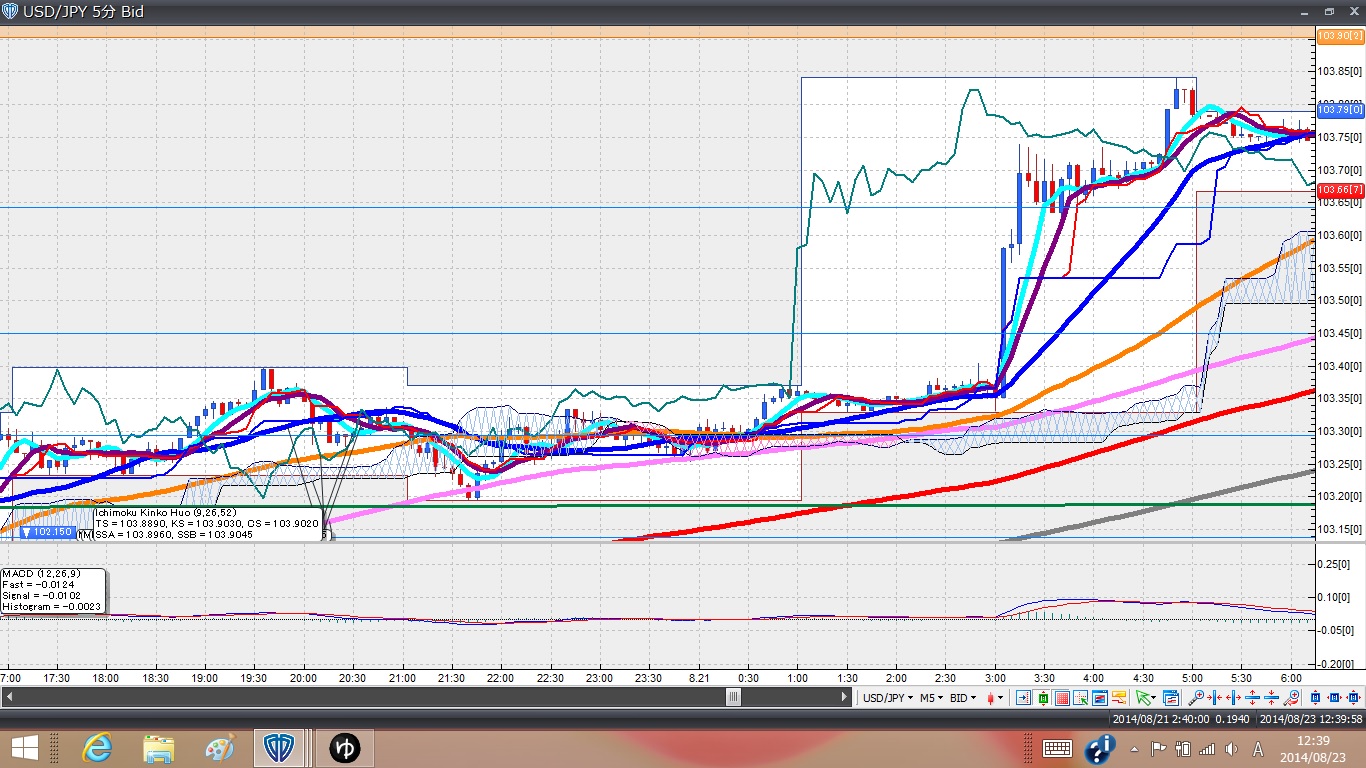 USD/JPY 5分 Bid
103.90[2]
103.85[0]
103.79[0]
103.75[0]
103.70[0]
103.66[7]
103.65[0]
103.60[0]
103.55[0]
103.50[0]
103.45[0]
103.40[0]
103.35[0]
103.30[0]
103.25[0]
103.20[0]
103.15[0]
Ichimoku Kinko Huo (9,26,52)
TS = 103.8890, KS = 103.9030, CS = 103.9020
SSA = 103.8960, SSB = 103.9045
▼ 102.150
MACD (12,26,9)
Fast = -0.0124
Signal = -0.0102
Histogram = -0.0023
0.25[0]
0.10[0]
-0.05[0]
-0.20[0]
17:00 17:30 18:00 18:30 19:00 19:30 20:00 20:30 21:00 21:30 22:00 22:30 23:00 23:30 8.21 0:30 1:00 1:30 2:00 2:30 3:00 3:30 4:00 4:30 5:00 5:30 6:00
USD/JPY M5 BID
2014/08/21 2:40:00 0.1940 2014/08/23 12:39:58
ゆ
A
12:39
2014/08/23